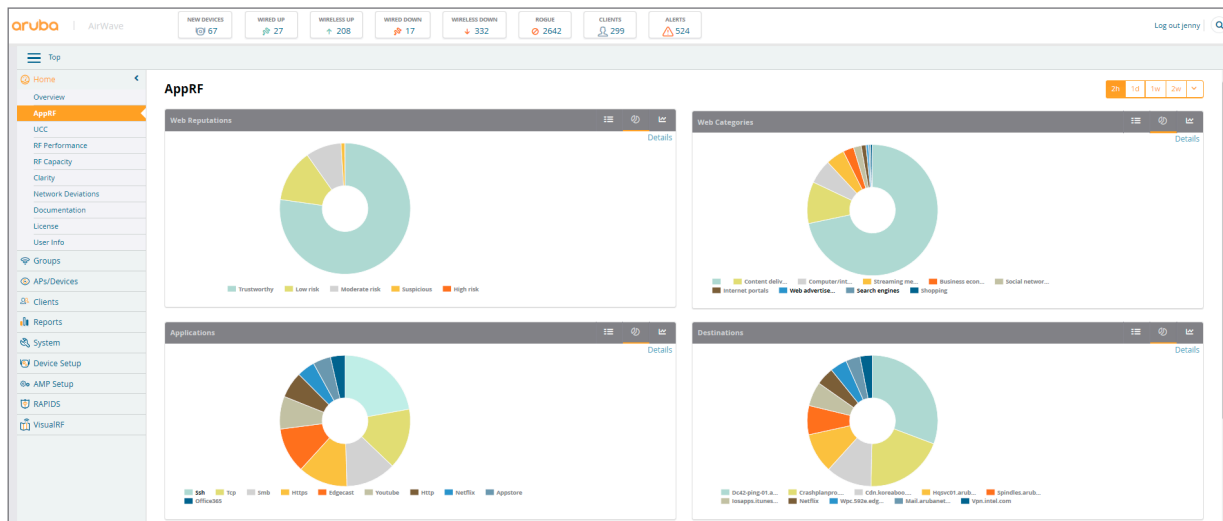 aruba AirWave
NEW DEVICES
67
WIRED UP
27
WIRELESS UP
208
WIRED DOWN
17
WIRELESS DOWN
332
ROGUE
2642
CLIENTS
299
ALERTS
524
Log out jenny
Top
Home
Overview
AppRF
UCC
RF Performance
RF Capacity
Clarity
Network Deviations
Documentation
License
User Info
Groups
APs/Devices
Clients
Reports
System
Device Setup
AMP Setup
RAPIDS
VisualRF
AppRF
2h 1d 1w 2w
Web Reputations
Details
Trustworthy Low risk Moderate risk Suspicious High risk
Web Categories
Details
Content deliv... Computer/int... Streaming me... Business econ... Social networ...
Internet portals Web advertise... Search engines Shopping
Applications
Details
Ssh Tcp Smb Https Edgecast Youtube Http Netflix Appstore
Office365
Destinations
Details
Dc42-ping-01.a... Crashplanpro.... Cdn.koreaboo.... Hqsvc01.arub... Spindles.arub...
Iosapps.itunes... Netflix Wpc.592e.edg... Mail.arubanet... Vpn.intel.com